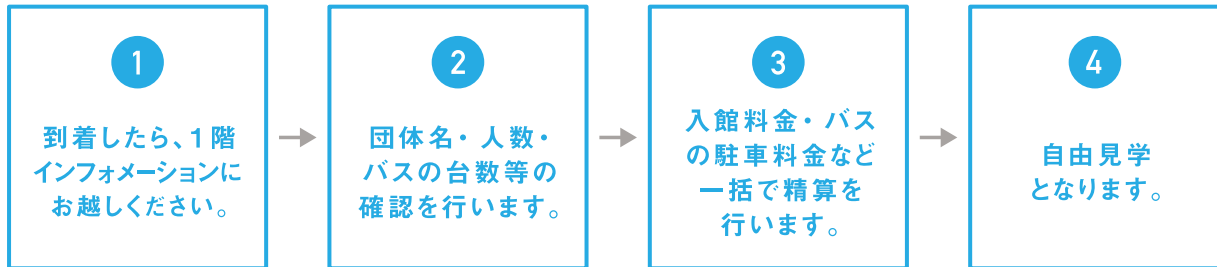 1
到着したら、1階
インフォメーションに
お越しください。
2
団体名・人数・
バスの台数等の
確認を行います。
3
入館料金・バス
の駐車料金など
一括で精算を
行います。
4
自由見学
となります。